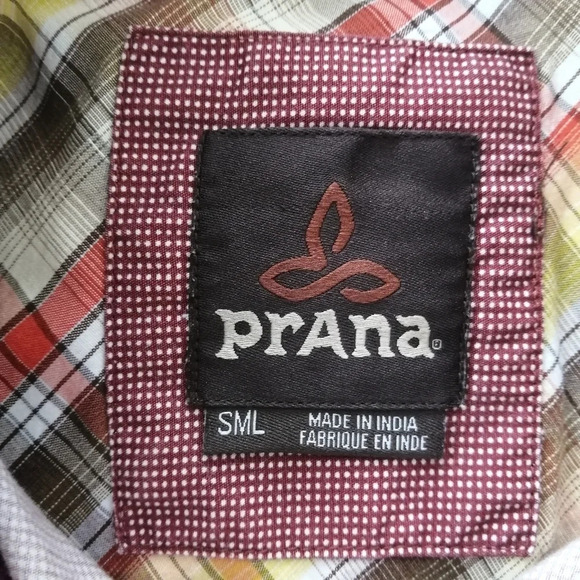 prAna
SML
MADE IN INDIA
FABRIQUE EN INDE